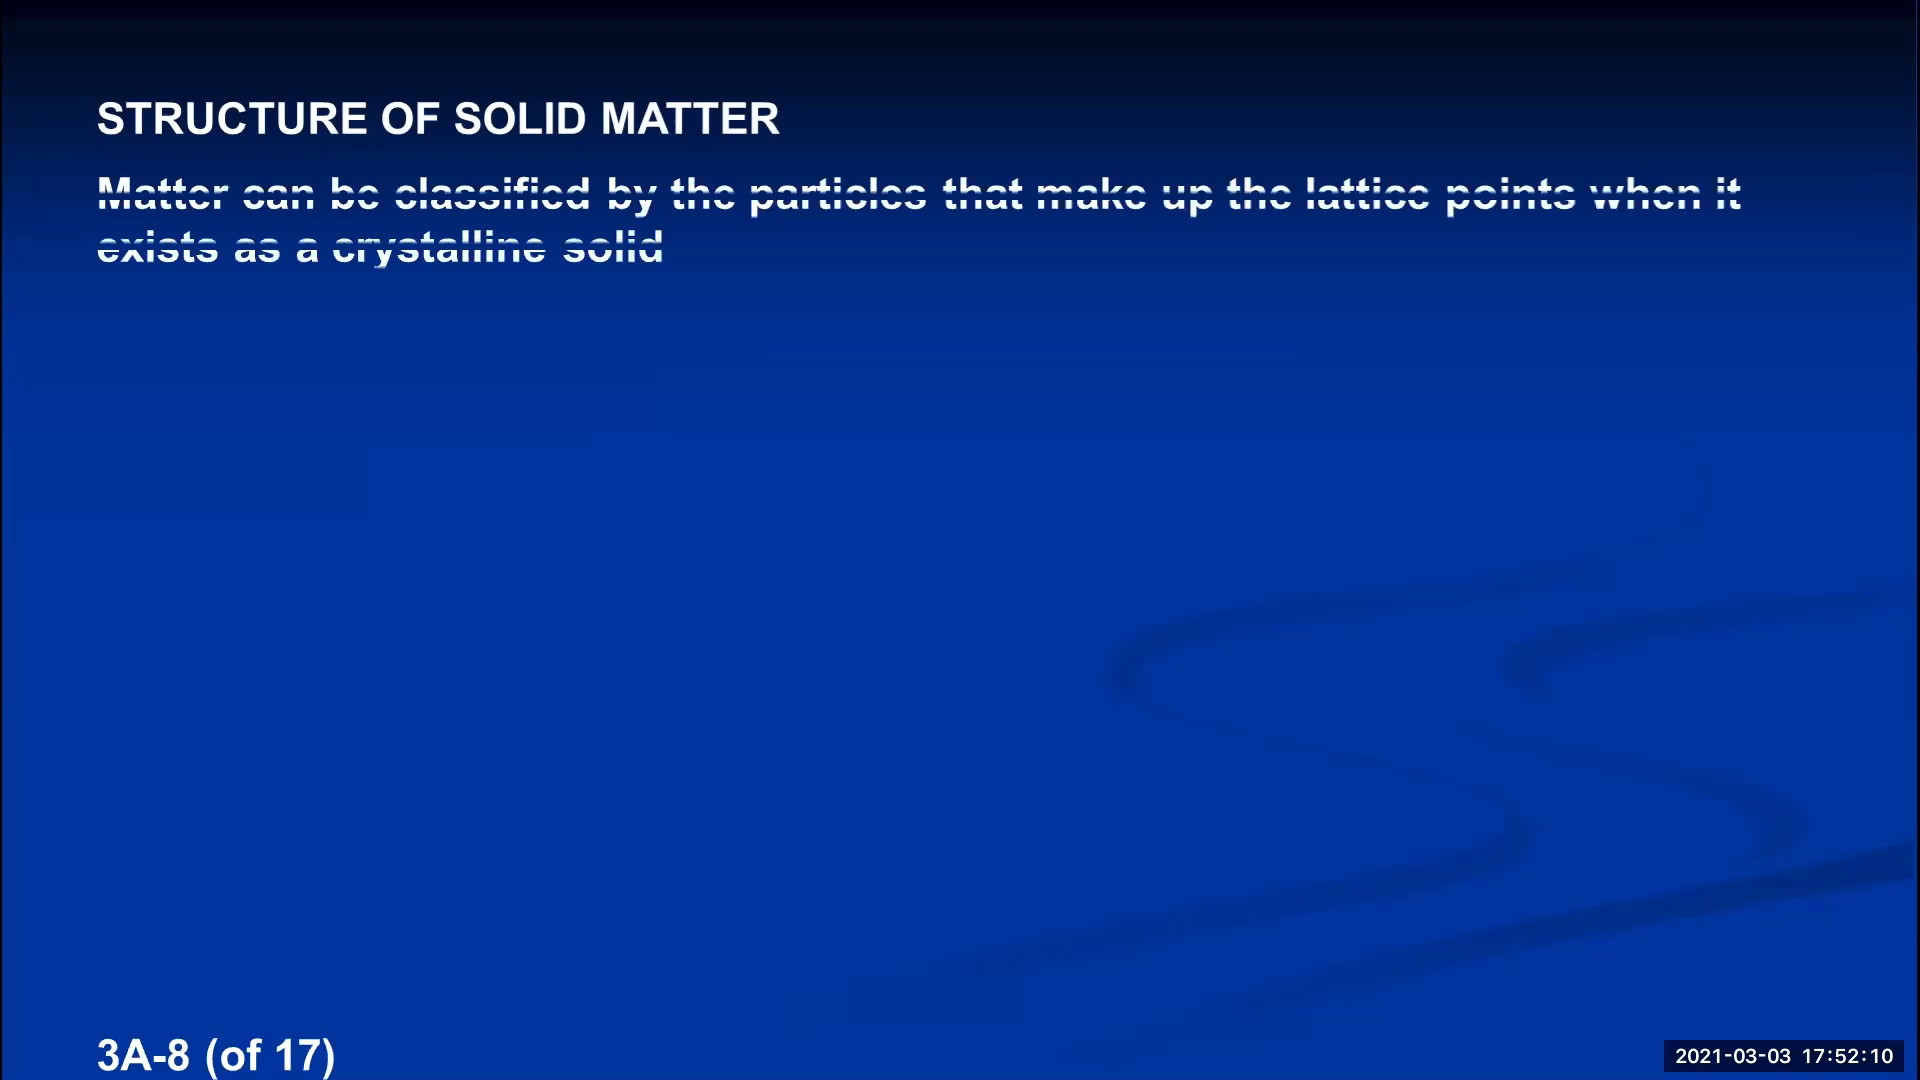 STRUCTURE OF SOLID MATTER
Matter can be classified by the particles that make up the lattice points when it
exists as a crystalline solid
3A-8 (of 17)
2021-03-03 17:52:10